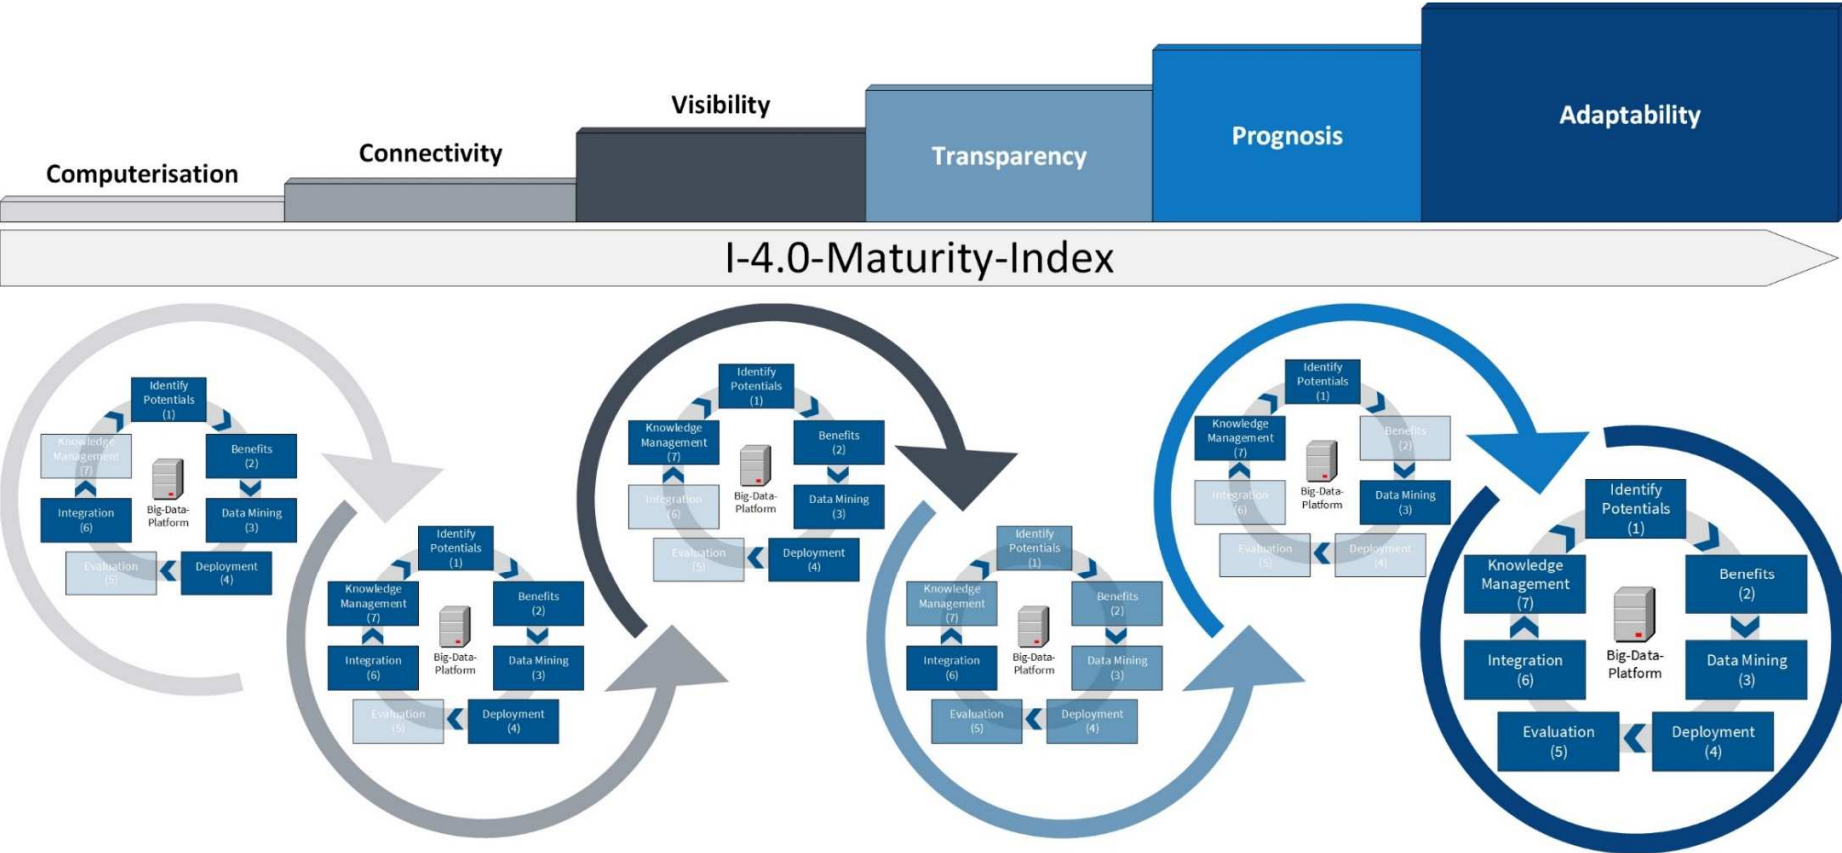 Computerisation
Connectivity
Visibility
Transparency
Prognosis
Adaptability
I-4.0-Maturity-Index
Identify
Potentials
(1)
Benefits
(2)
Data Mining
(3)
Deployment
(4)
Evaluation
(5)
Integration
(6)
Knowledge
Management
(7)
Big-Data-
Platform
Identify
Potentials
(1)
Benefits
(2)
Data Mining
(3)
Deployment
(4)
Evaluation
(5)
Integration
(6)
Knowledge
Management
(7)
Big-Data-
Platform
Identify
Potentials
(1)
Benefits
(2)
Data Mining
(3)
Deployment
(4)
Evaluation
(5)
Integration
(6)
Knowledge
Management
(7)
Big-Data-
Platform
Identify
Potentials
(1)
Benefits
(2)
Data Mining
(3)
Deployment
(4)
Evaluation
(5)
Integration
(6)
Knowledge
Management
(7)
Big-Data-
Platform
Identify
Potentials
(1)
Benefits
(2)
Data Mining
(3)
Deployment
(4)
Evaluation
(5)
Integration
(6)
Knowledge
Management
(7)
Big-Data-
Platform
Identify
Potentials
(1)
Benefits
(2)
Data Mining
(3)
Deployment
(4)
Evaluation
(5)
Integration
(6)
Knowledge
Management
(7)
Big-Data-
Platform